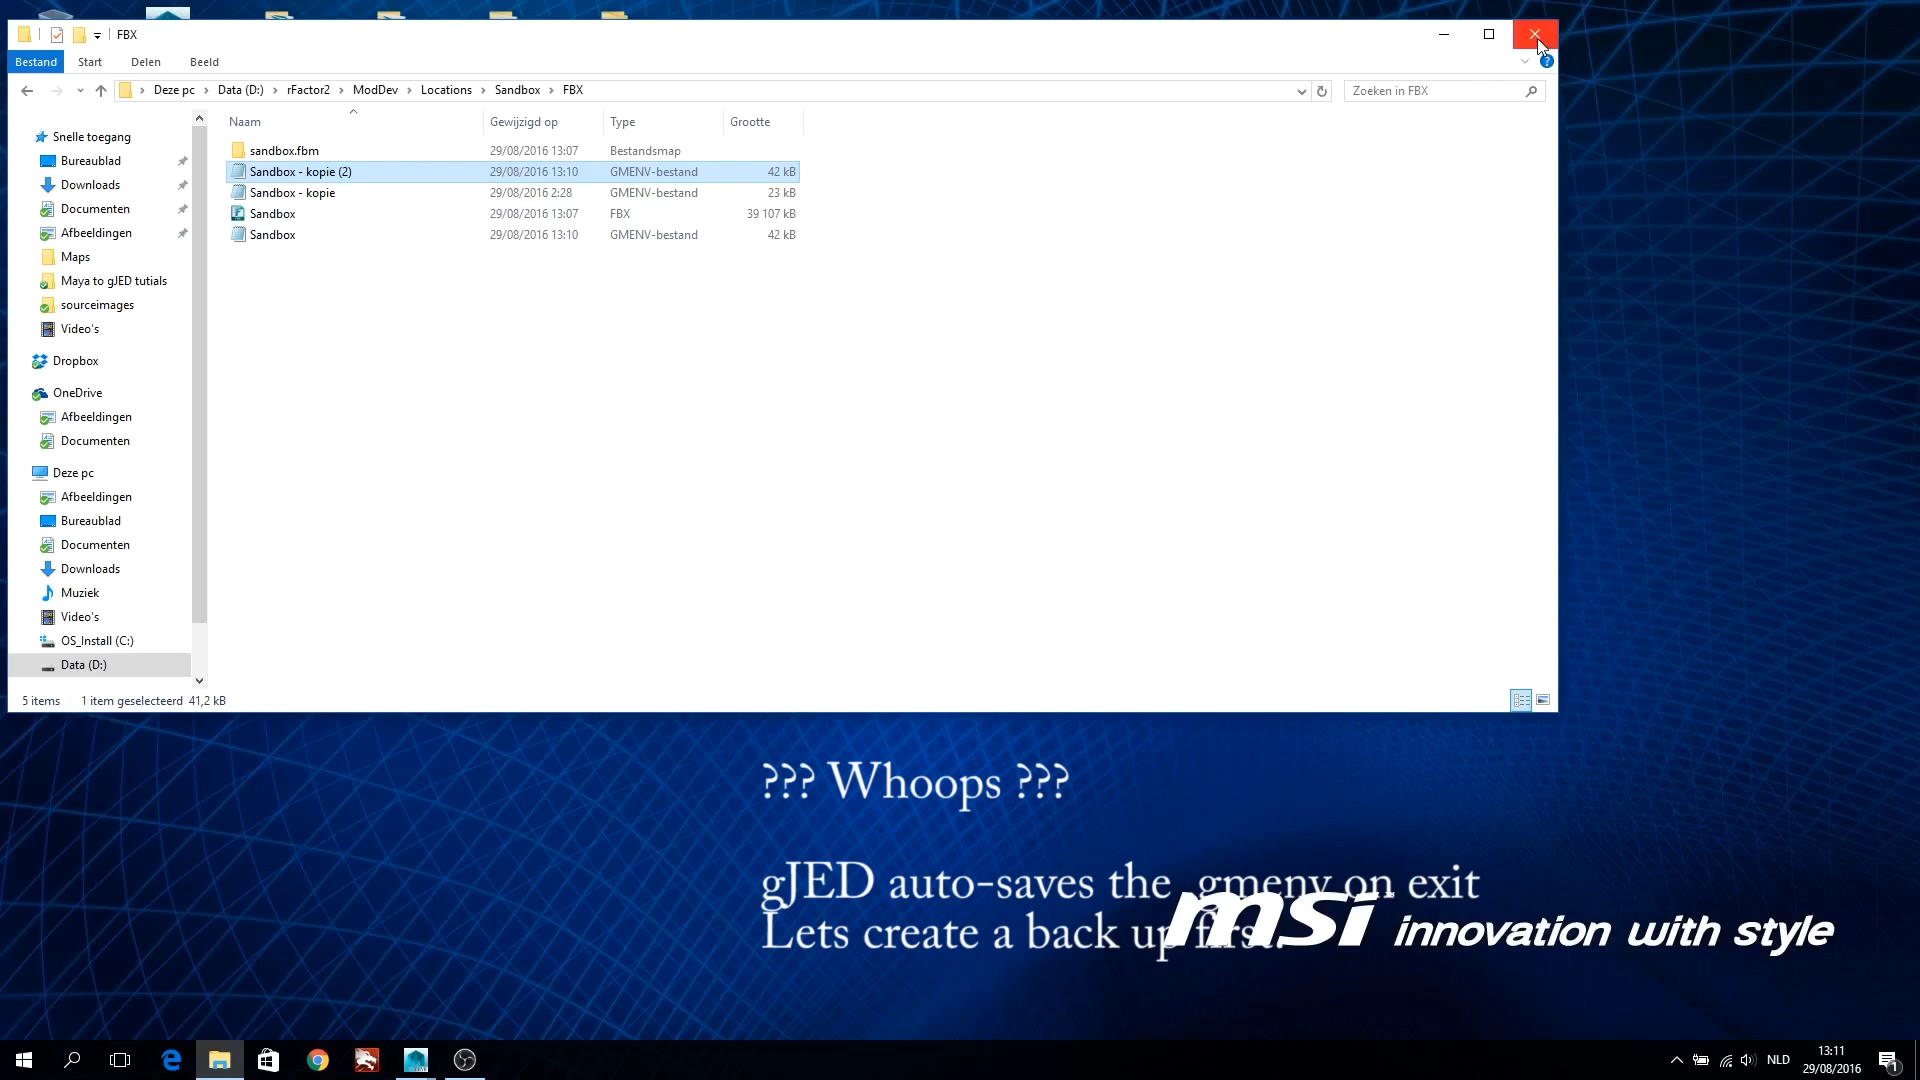 FBX
Bestand Start Delen Beeld
Deze pc Data (D:) rFactor2 ModDev Locations Sandbox FBX
Zoeken in FBX
Naam Gewijzigd op Type Grootte
sandbox.fbm 29/08/2016 13:07 Bestandsmap
Sandbox - kopie (2) 29/08/2016 13:10 GMENV-bestand 42 kB
Sandbox - kopie 29/08/2016 2:28 GMENV-bestand 23 kB
Sandbox 29/08/2016 13:07 FBX 39 107 kB
Sandbox 29/08/2016 13:10 GMENV-bestand 42 kB
Snelle toegang
Bureaublad
Downloads
Documenten
Afbeeldingen
Maps
Maya to gJED tutials
sourceimages
Video's
Dropbox
OneDrive
Afbeeldingen
Documenten
Deze pc
Afbeeldingen
Bureaublad
Documenten
Downloads
Muziek
Video's
OS_Install (C:)
Data (D:)
5 items 1 item geselecteerd 41,2 kB
??? Whoops ???
gJED auto-saves the .gmenv on exit
Lets create a back up first.
msi innovation with style
NLD
13:11
29/08/2016
1